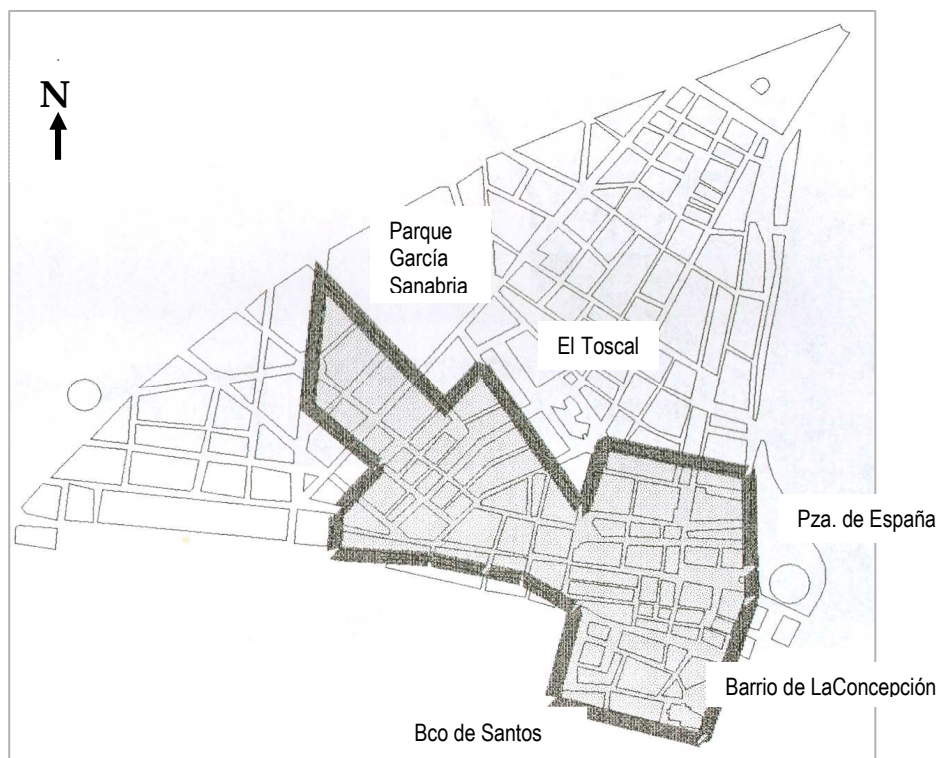 N
Parque
García
Sanabria
El Toscal
Pza. de España
Barrio de LaConcepción
Bco de Santos